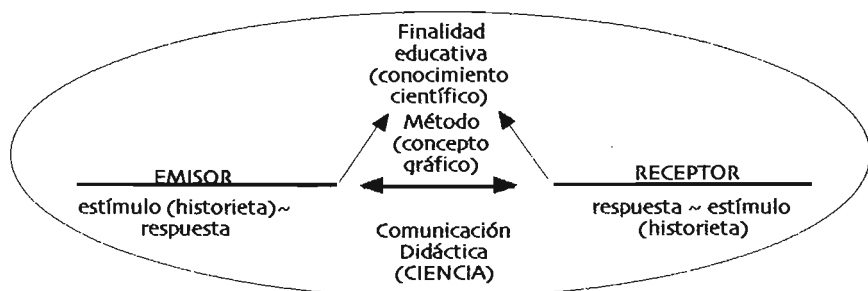 Finalidad
educativa
(conocimiento
científico)
Método
(concepto
gráfico)
EMISOR
estímulo (historieta)~
respuesta
RECEPTOR
respuesta ~ estímulo
(historieta)
Comunicación
Didáctica
(CIENCIA)